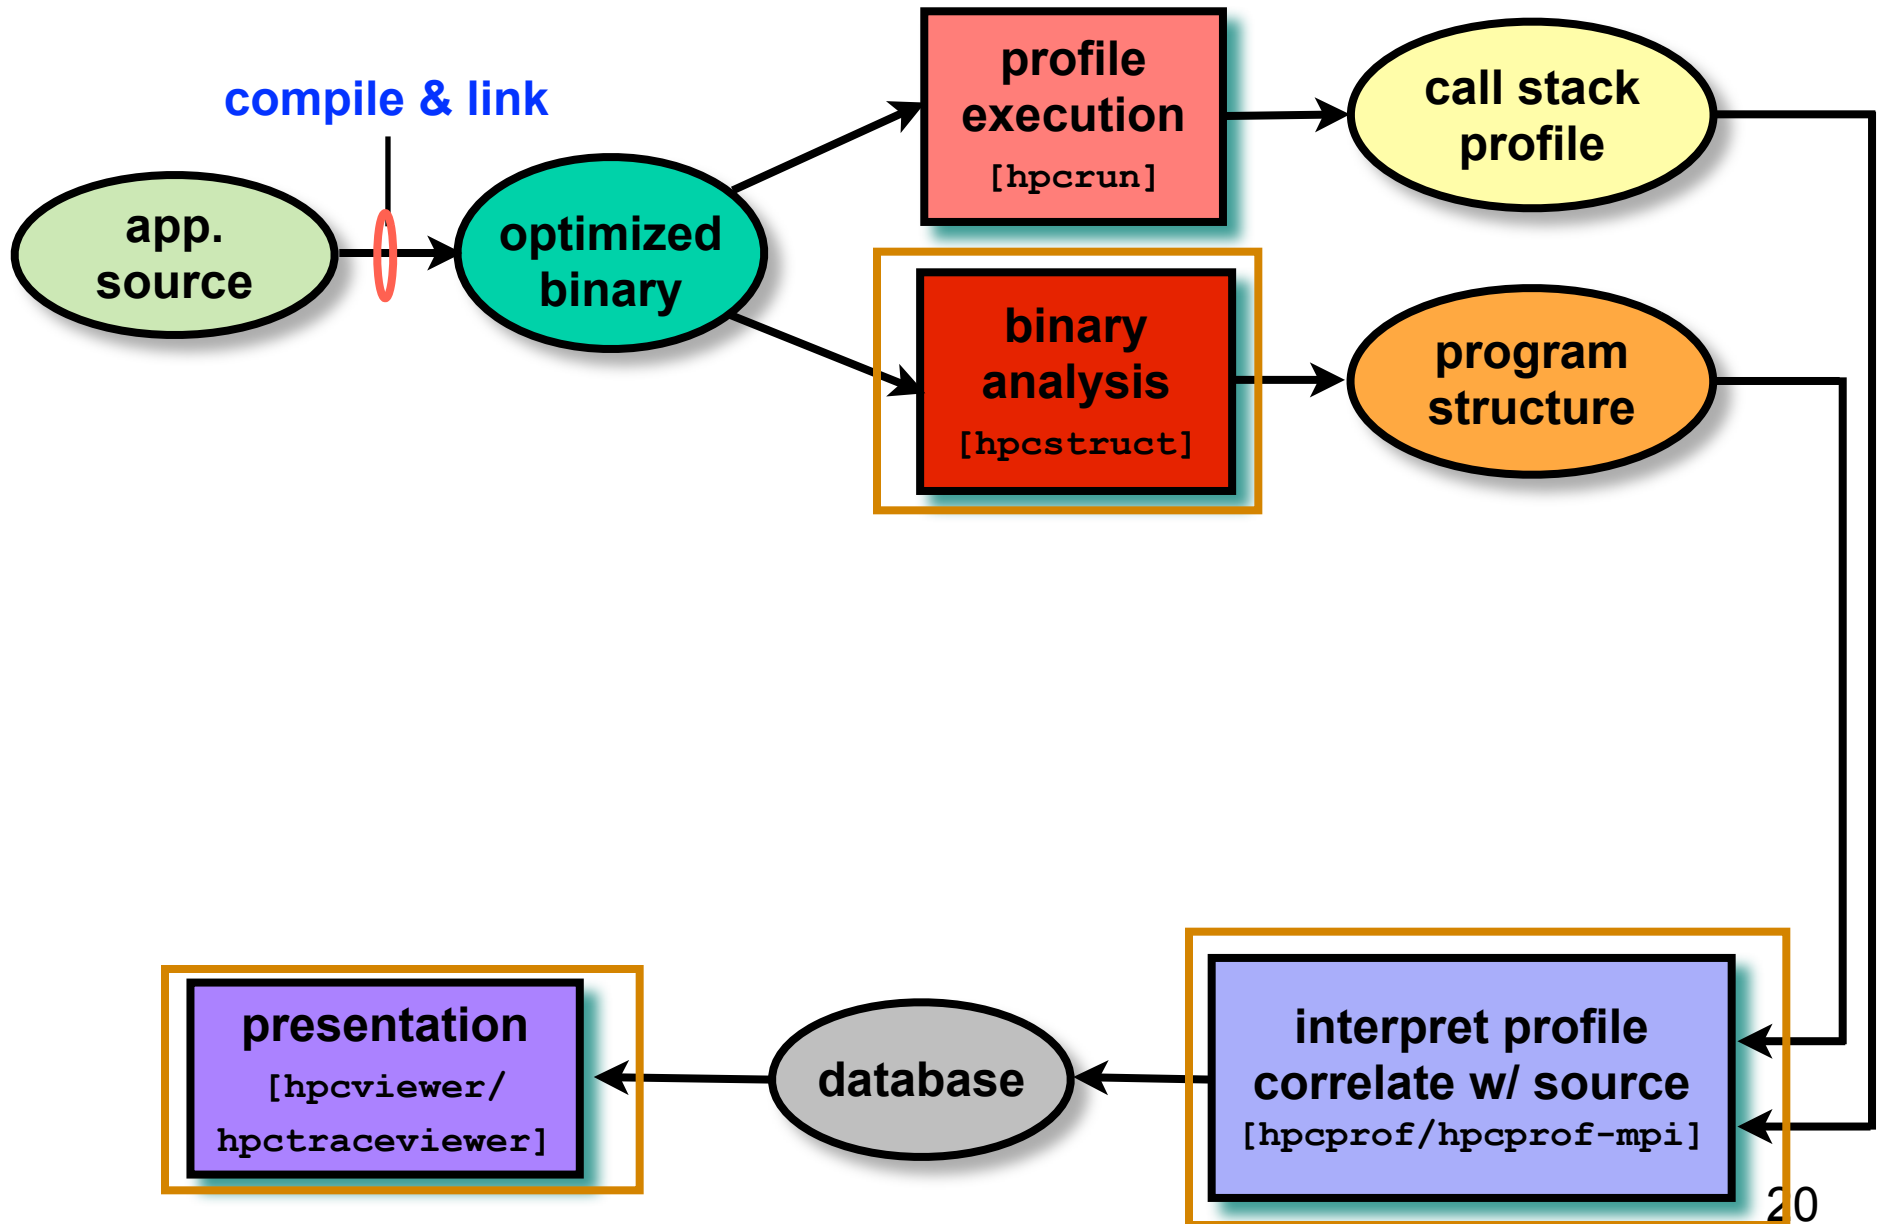 compile & link
app.
source
optimized
binary
profile
execution
[hpcrun]
call stack
profile
binary
analysis
[hpcstruct]
program
structure
presentation
[hpcviewer/
hpctraceviewer]
database
interpret profile
correlate w/ source
[hpcprof/hpcprof-mpi]
20